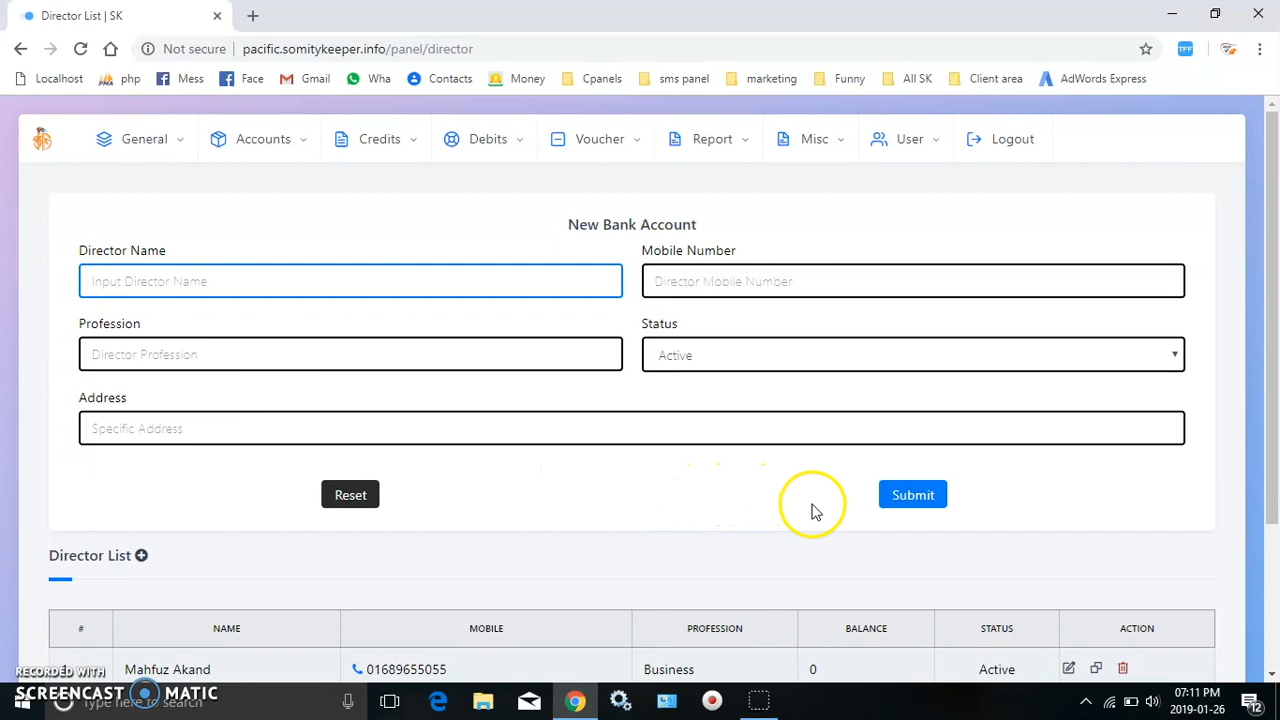 Director List | SK
Not secure pacific.somitykeeper.info/panel/director
TFF
Localhost php Mess Face Gmail Wha Contacts Money Cpanels sms panel marketing Funny All SK Client area AdWords Express
General Accounts Credits Debits Voucher Report Misc User Logout
New Bank Account
Director Name Mobile Number
Input Director Name Director Mobile Number
Profession Status
Director Profession Active
Address
Specific Address
Reset Submit
Director List
# NAME MOBILE PROFESSION BALANCE STATUS ACTION
Mahfuz Akand 01689655055 Business 0 Active
RECORDED WITH
SCREENCAST MATIC
Type here to search
07:11 PM
2019-01-26
12